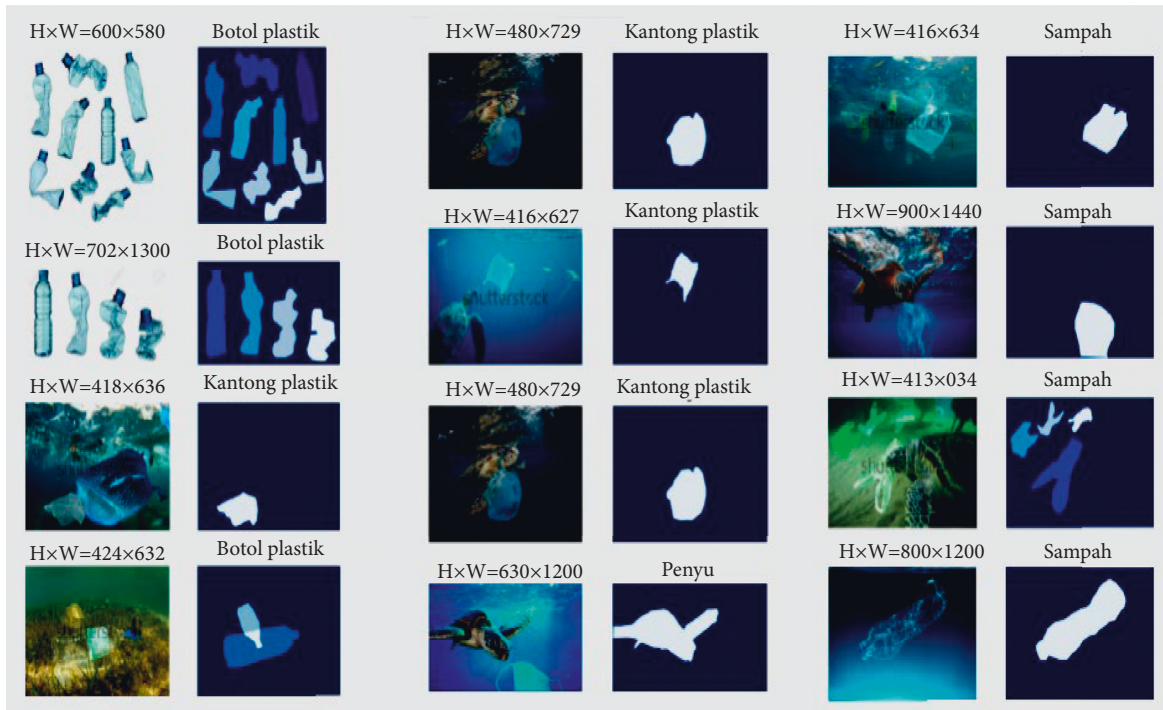 H×W=600×580 Botol plastik
H×W=702×1300 Botol plastik
H×W=418×636 Kantong plastik
H×W=424×632 Botol plastik
H×W=480×729 Kantong plastik
H×W=416×627 Kantong plastik
shutterstock
H×W=480×729 Kantong plastik
H×W=630×1200 Penyu
H×W=416×634 Sampah
H×W=900×1440 Sampah
H×W=413×034 Sampah
H×W=800×1200 Sampah